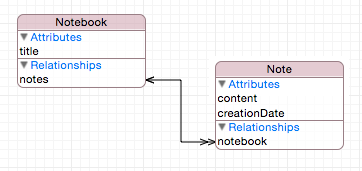 Notebook
Attributes
title
Relationships
notes
Note
Attributes
content
creationDate
Relationships
notebook